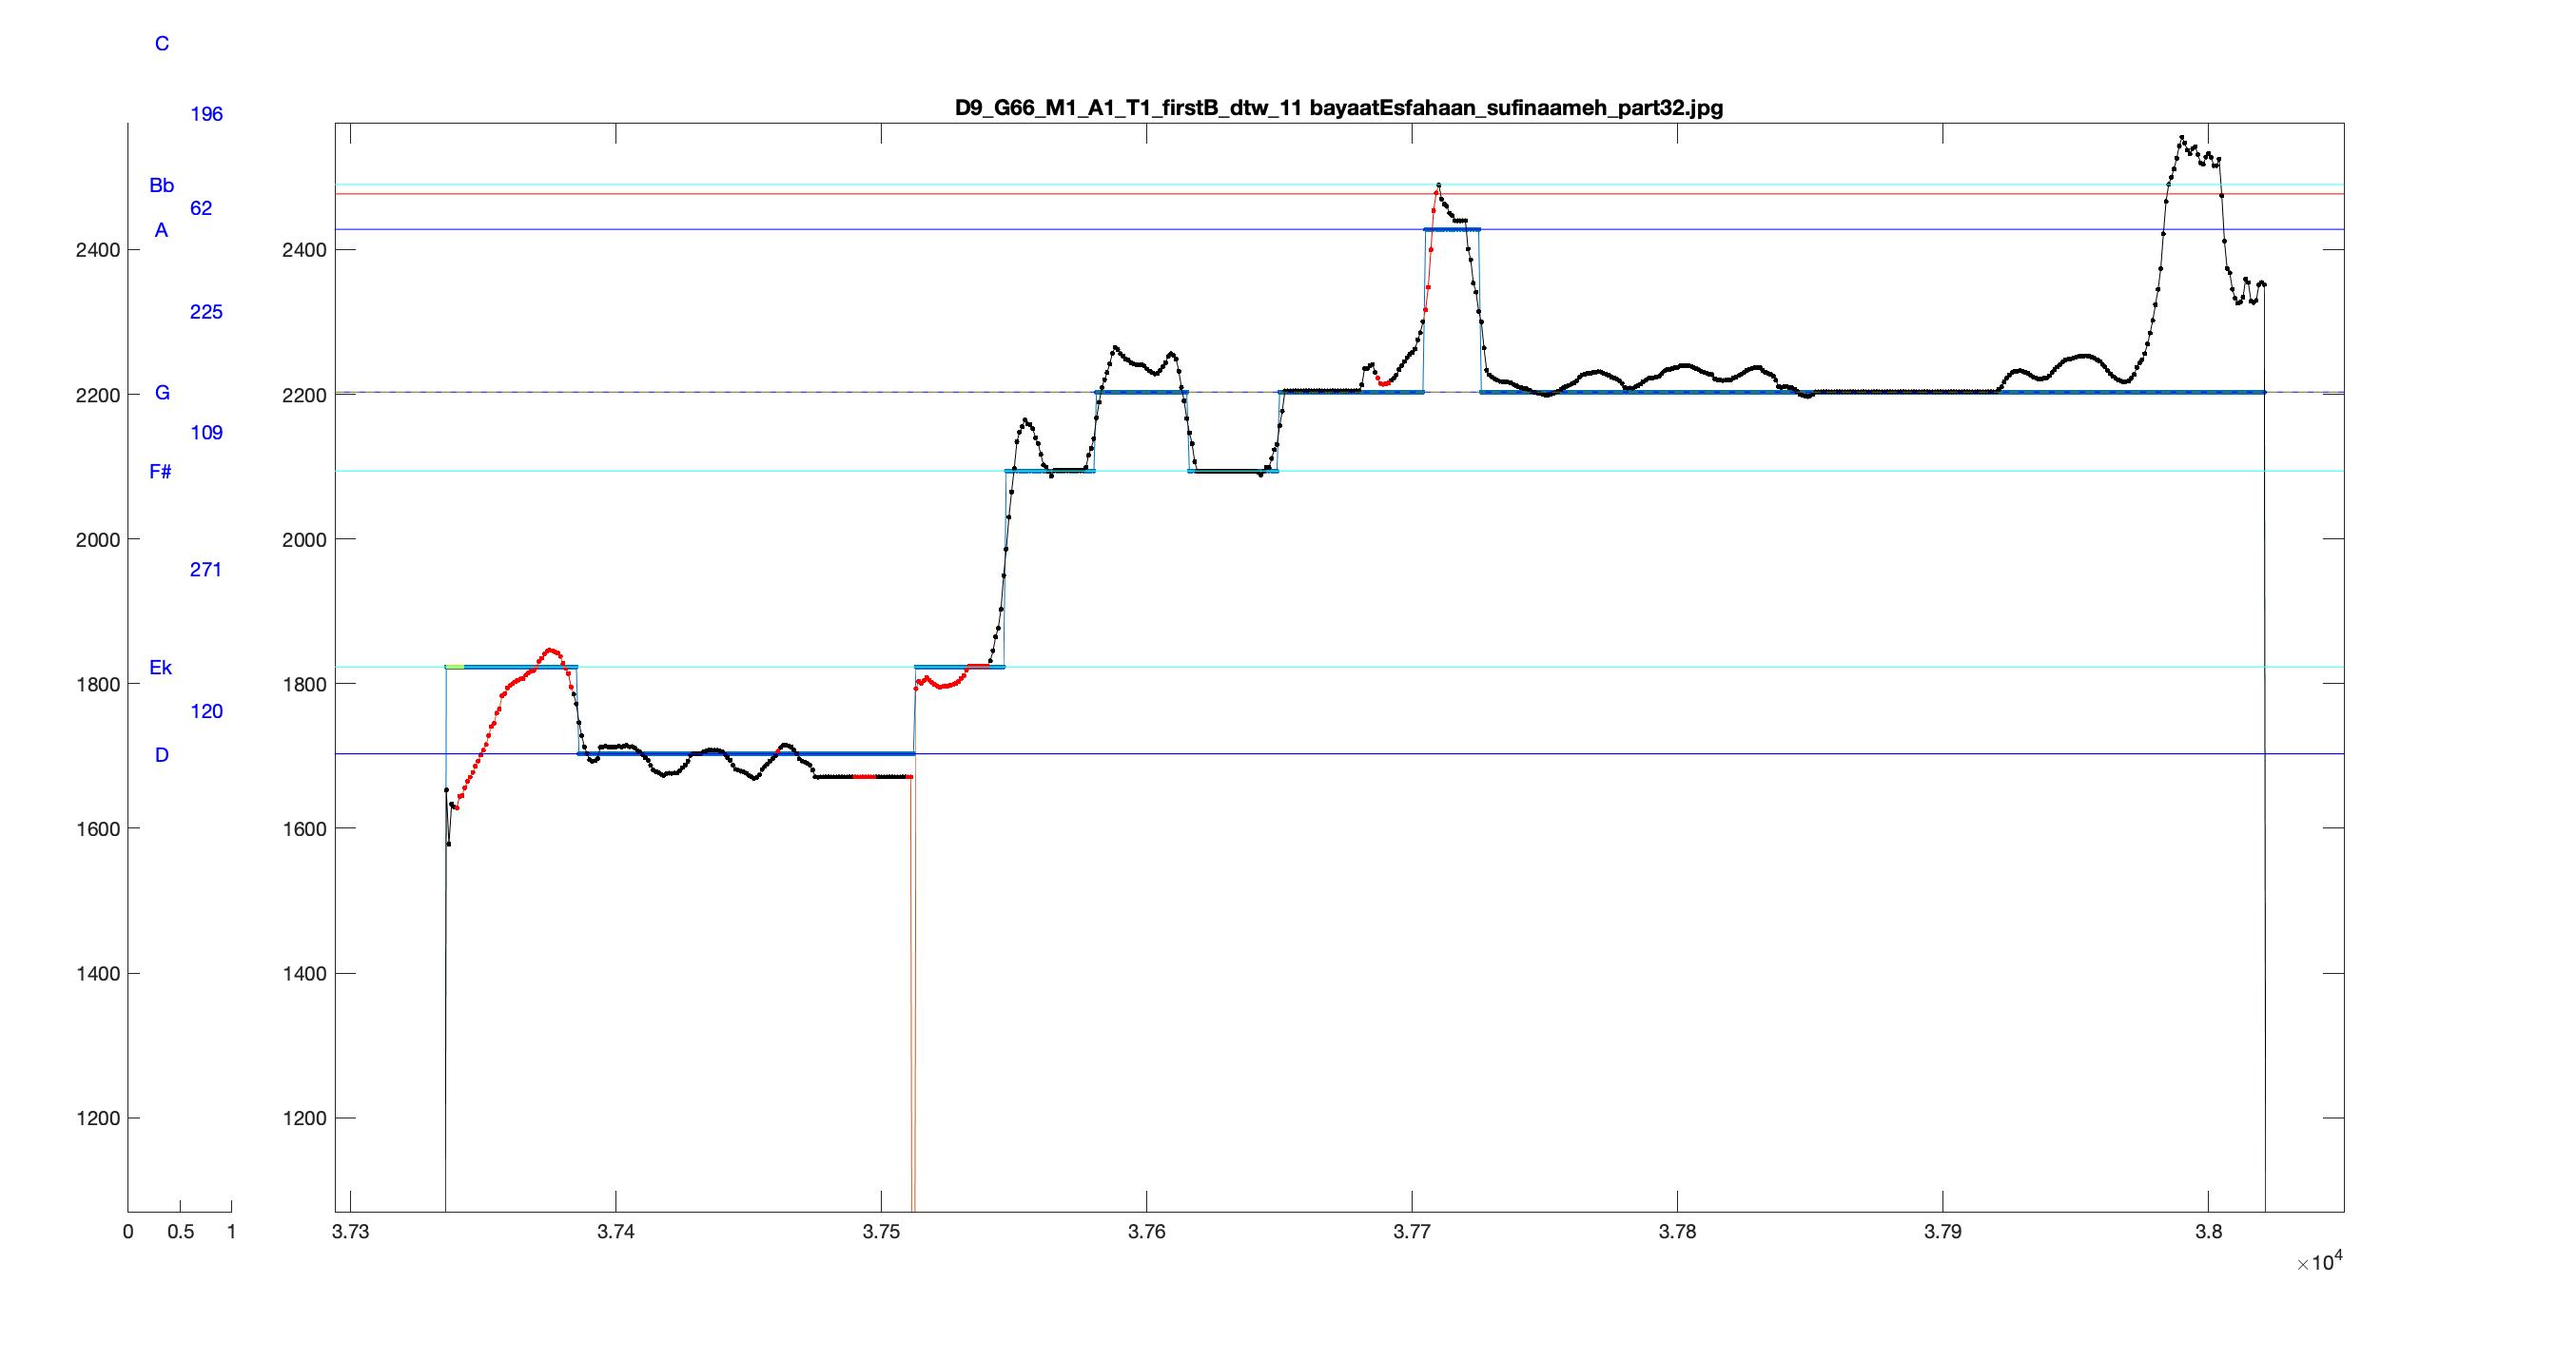 C
196
D9_G66_M1_A1_T1_firstB_dtw_11 bayaatEsfahaan_sufinaameh_part32.jpg
Bb
62
A
2400 2400
225
2200 G 2200
109
F#
2000 2000
271
Ek
1800 1800
120
D
1600 1600
1400 1400
1200 1200
0 0.5 1 3.73 3.74 3.75 3.76 3.77 3.78 3.79 3.8
×10⁴